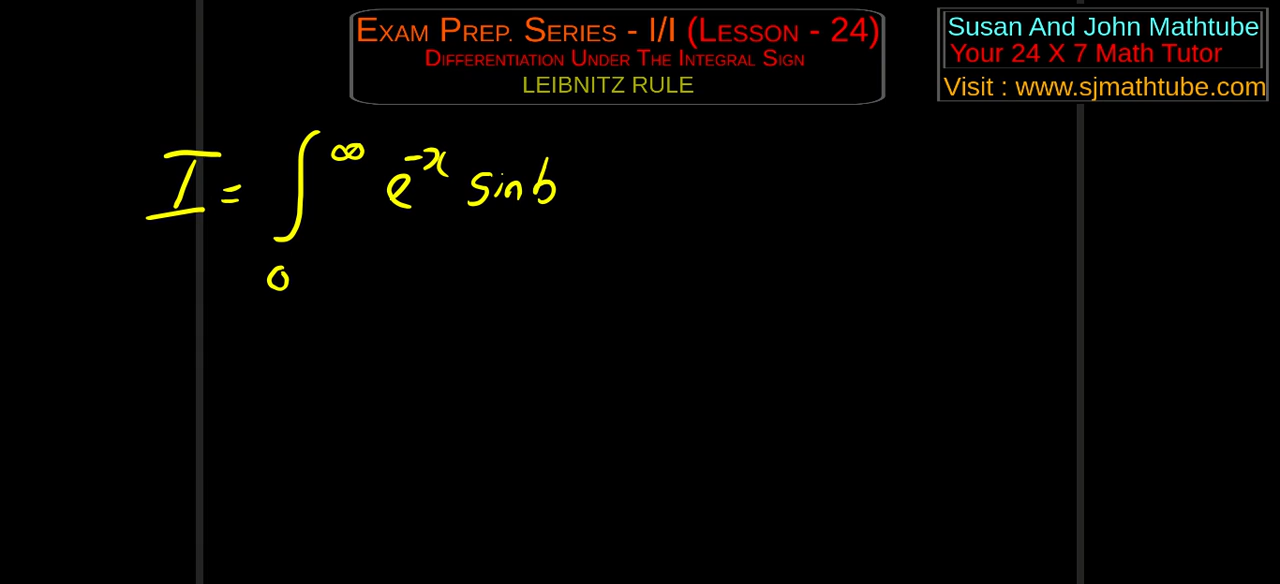 EXAM PREP. SERIES - I/I (LESSON - 24)
DIFFERENTIATION UNDER THE INTEGRAL SIGN
LEIBNITZ RULE
Susan And John Mathtube
Your 24 X 7 Math Tutor
Visit : www.sjmathtube.com
I = ∫₀^∞ e^{-x} sin b